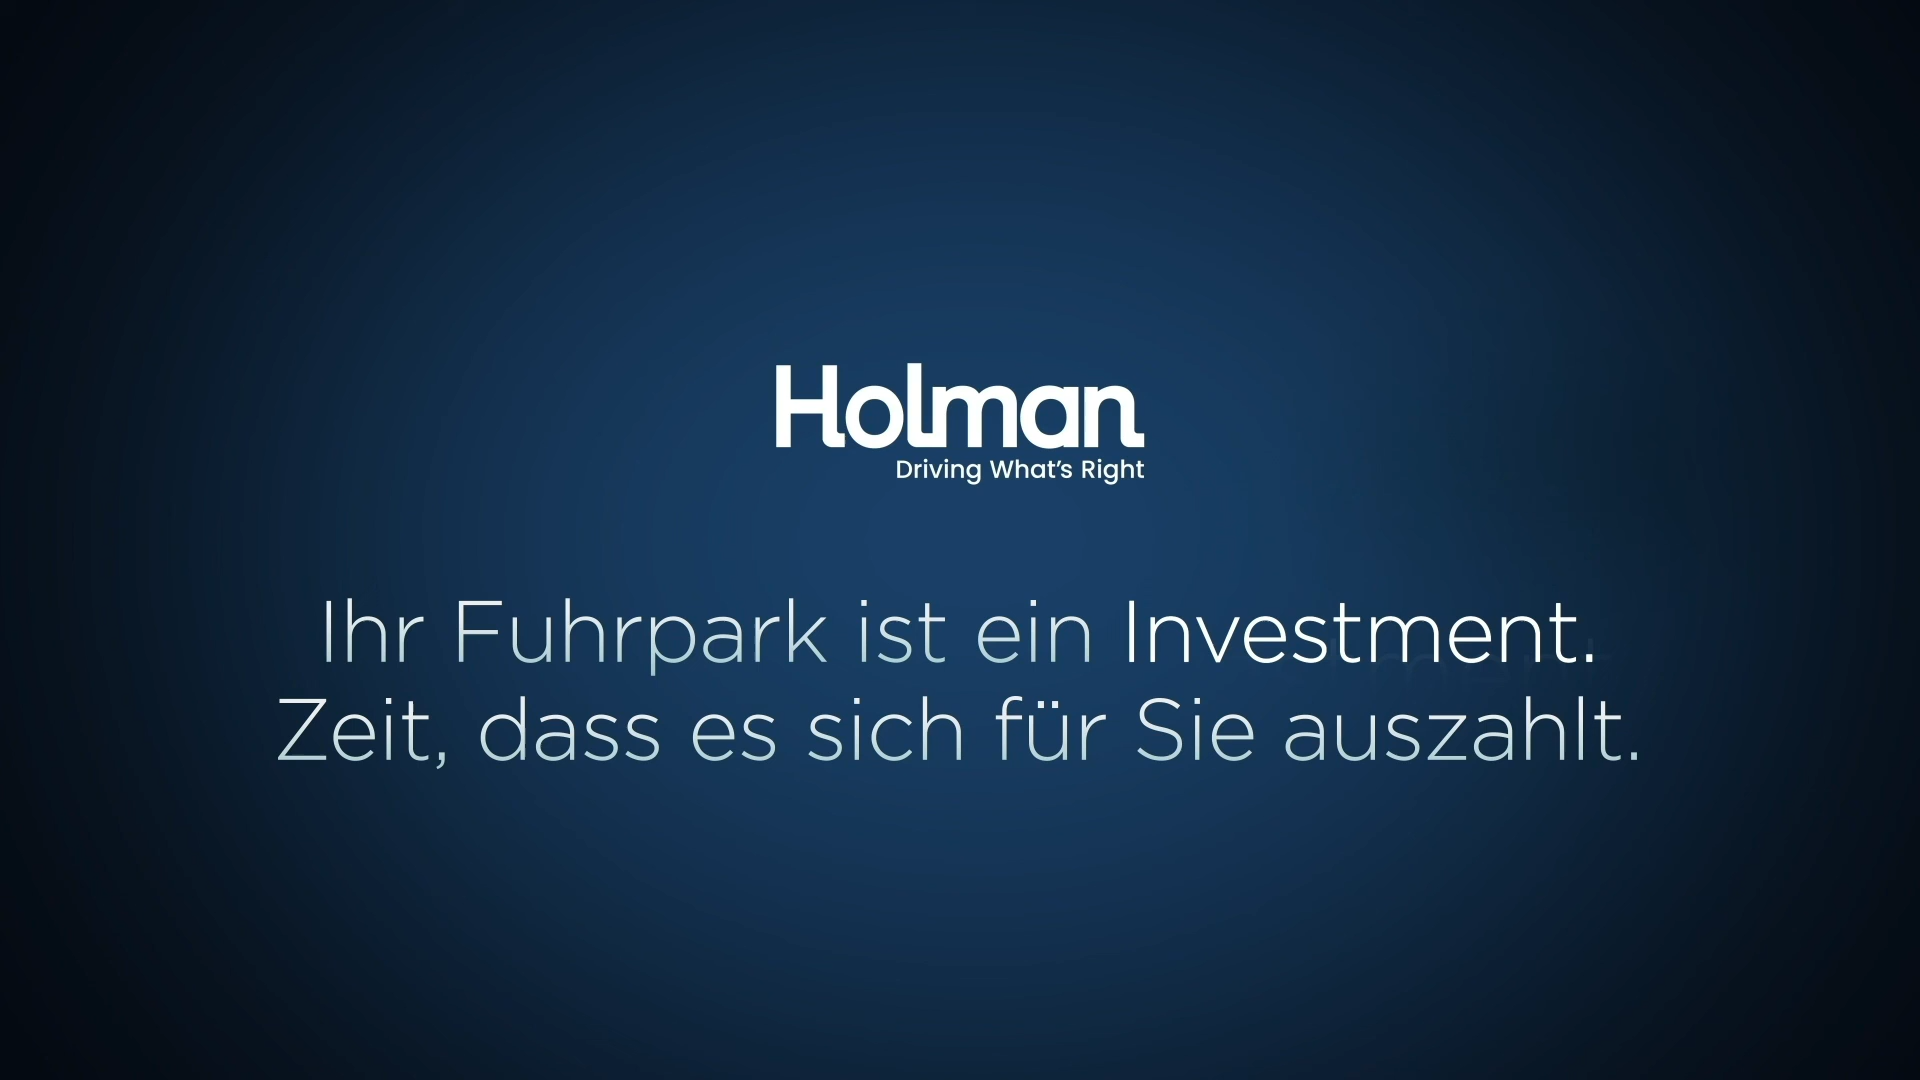 Holman
Driving What's Right
Ihr Fuhrpark ist ein Investment.
Zeit, dass es sich für Sie auszahlt.